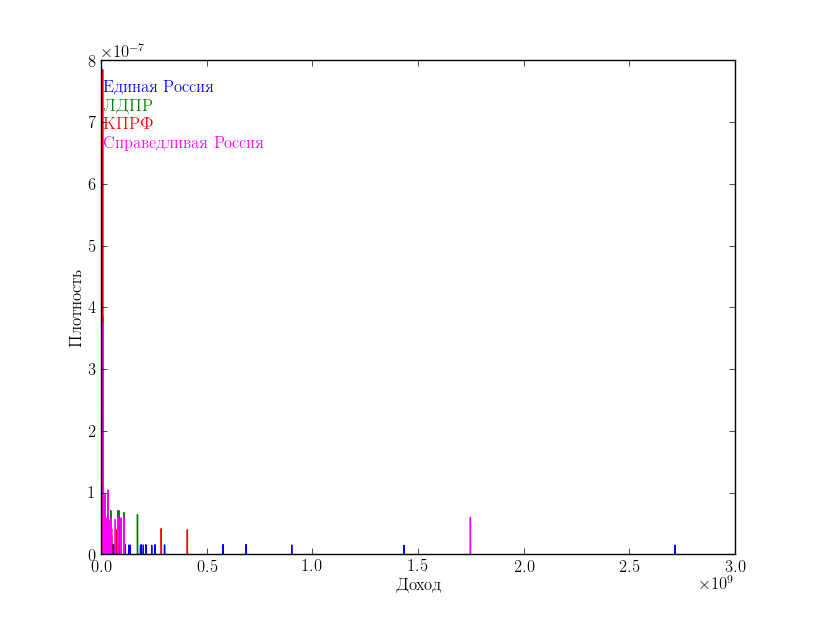 ×10⁻⁷
8
Единая Россия
ЛДПР
7
КПРФ
Справедливая Россия
6
5
4
3
2
1
0
Плотность
0.0 0.5 1.0 1.5 2.0 2.5 3.0
Доход
×10⁹